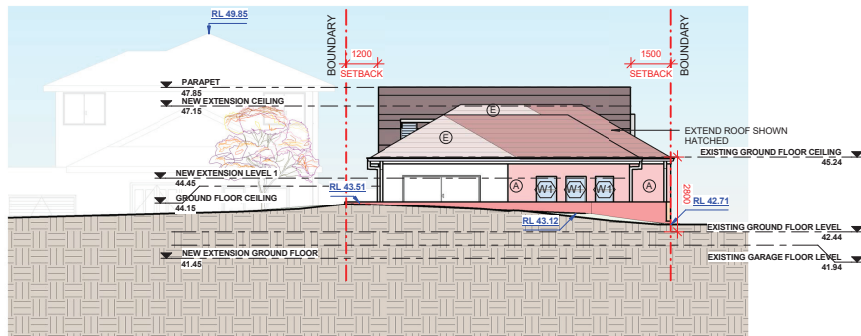 RL 49.85
BOUNDARY
BOUNDARY
1200
SETBACK
1500
SETBACK
PARAPET
47.85
NEW EXTENSION CEILING
47.15
E
E
EXTEND ROOF SHOWN
HATCHED
EXISTING GROUND FLOOR CEILING
45.24
NEW EXTENSION LEVEL 1
44.45
RL 43.51
A
W1
W1
W1
A
2800
GROUND FLOOR CEILING
44.15
RL 42.71
RL 43.12
EXISTING GROUND FLOOR LEVEL
42.44
NEW EXTENSION GROUND FLOOR
41.45
EXISTING GARAGE FLOOR LEVEL
41.94